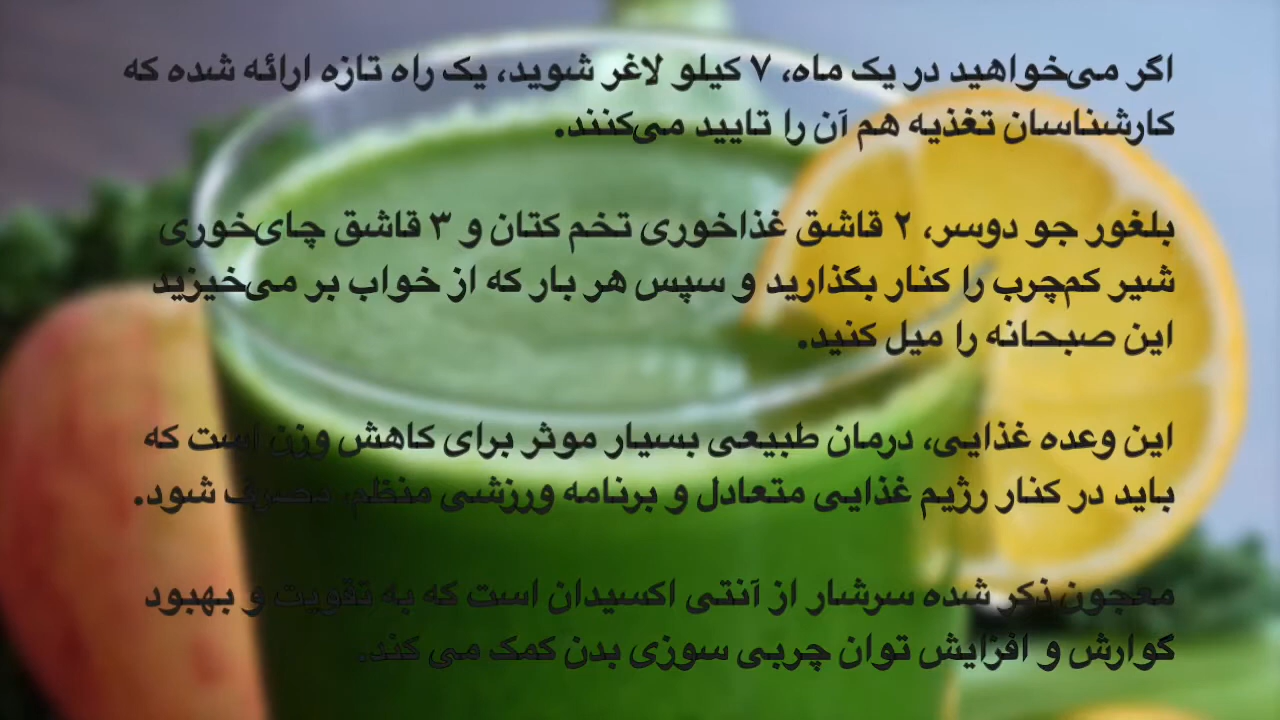 اگر می‌خواهید در یک ماه، ۷ کیلو لاغر شوید، یک راه تازه ارائه شده که
کارشناسان تغذیه هم آن را تایید می‌کنند.
بلغور جو دوسر، ۲ قاشق غذاخوری تخم کتان و ۳ قاشق چای‌خوری
شیر کم‌چرب را کنار بگذارید و سپس هر بار که از خواب بر می‌خیزید
این صبحانه را میل کنید.
این وعده غذایی، درمان طبیعی بسیار موثر برای کاهش وزن است که
باید در کنار رژیم غذایی متعادل و برنامه ورزشی منظم، مصرف شود.
معجون ذکر شده سرشار از آنتی اکسیدان است که به تقویت و بهبود
گوارش و افزایش توان چربی سوزی بدن کمک می کند.